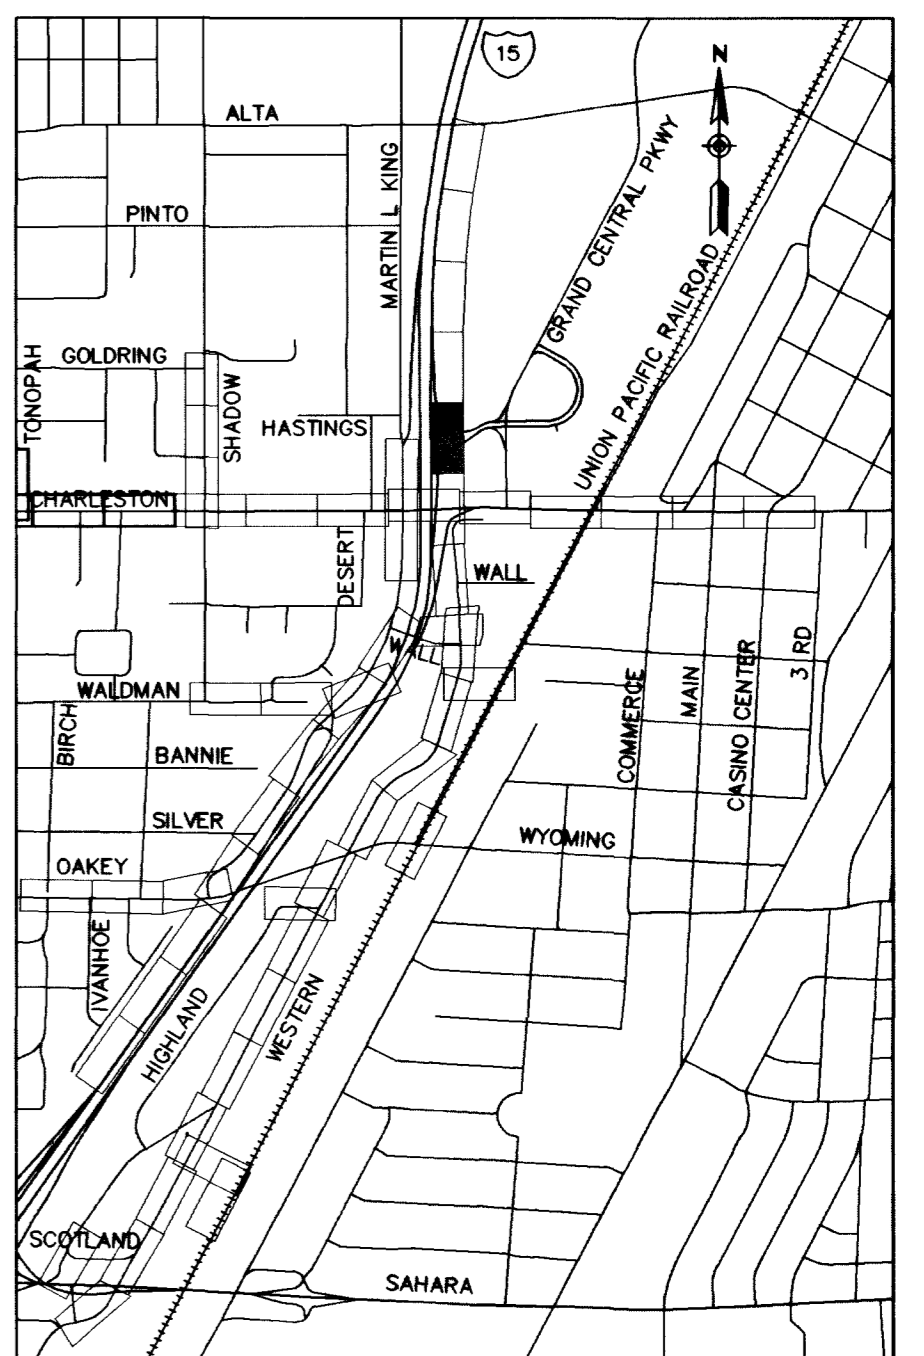 15
N
ALTA
MARTIN L KING
GRAND CENTRAL PKWY
PINTO
UNION PACIFIC RAILROAD
TONOPAH
GOLDRING
SHADOW
HASTINGS
CHARLESTON
DESERT
WALL
WALL
WALDMAN
BIRCH
BANNIE
COMMERCE
MAIN
CASINO CENTER
3 RD
SILVER
WYOMING
OAKEY
IVANHOE
HIGHLAND
WESTERN
SCOTLAND
SAHARA